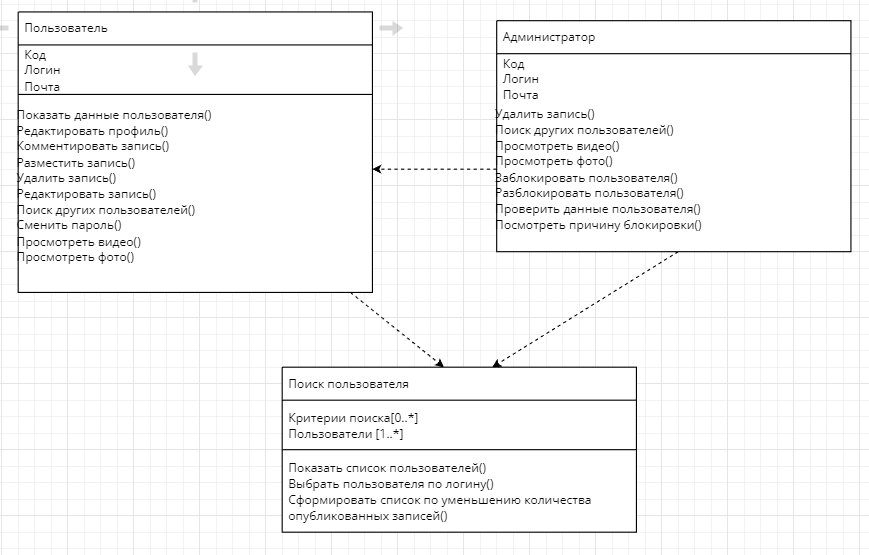 Пользователь
Код
Логин
Почта
Показать данные пользователя()
Редактировать профиль()
Комментировать запись()
Разместить запись()
Удалить запись()
Редактировать запись()
Поиск других пользователей()
Сменить пароль()
Просмотреть видео()
Просмотреть фото()
Администратор
Код
Логин
Почта
Удалить запись()
Поиск других пользователей()
Просмотреть видео()
Просмотреть фото()
Заблокировать пользователя()
Разблокировать пользователя()
Проверить данные пользователя()
Посмотреть причину блокировки()
Поиск пользователя
Критерии поиска[0..*]
Пользователи [1..*]
Показать список пользователей()
Выбрать пользователя по логину()
Сформировать список по уменьшению количества
опубликованных записей()